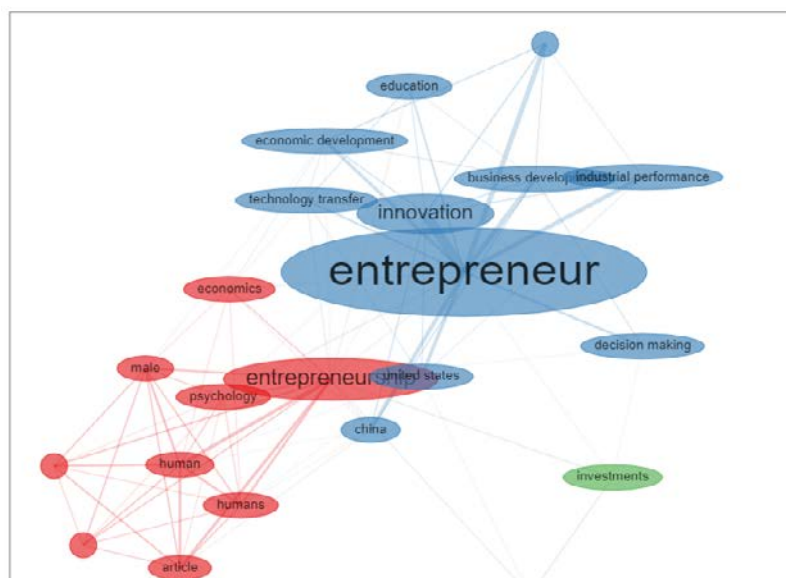 education
economic development
business develop
industrial performance
technology transfer
innovation
entrepreneur
economics
decision making
male
entrepreneurship
united states
psychology
china
human
investments
humans
article